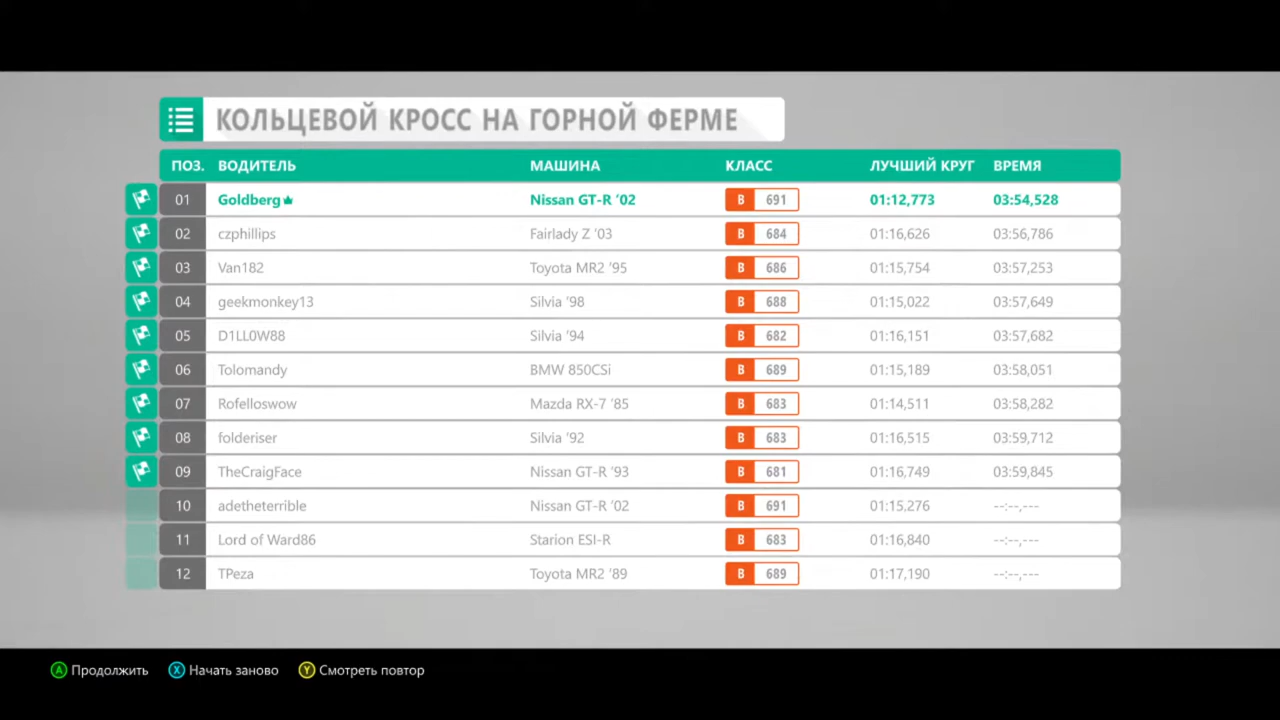 КОЛЬЦЕВОЙ КРОСС НА ГОРНОЙ ФЕРМЕ
ПОЗ. ВОДИТЕЛЬ МАШИНА КЛАСС ЛУЧШИЙ КРУГ ВРЕМЯ
01 Goldberg Nissan GT-R '02 B 691 01:12,773 03:54,528
02 czphillips Fairlady Z '03 B 684 01:16,626 03:56,786
03 Van182 Toyota MR2 '95 B 686 01:15,754 03:57,253
04 geekmonkey13 Silvia '98 B 688 01:15,022 03:57,649
05 D1LL0W88 Silvia '94 B 682 01:16,151 03:57,682
06 Tolomandy BMW 850CSi B 689 01:15,189 03:58,051
07 Rofelloswow Mazda RX-7 '85 B 683 01:14,511 03:58,282
08 folderiser Silvia '92 B 683 01:16,515 03:59,712
09 TheCraigFace Nissan GT-R '93 B 681 01:16,749 03:59,845
10 adetheterrible Nissan GT-R '02 B 691 01:15,276 --:--,---
11 Lord of Ward86 Starion ESI-R B 683 01:16,840 --:--,---
12 TPeza Toyota MR2 '89 B 689 01:17,190 --:--,---
A Продолжить X Начать заново Y Смотреть повтор